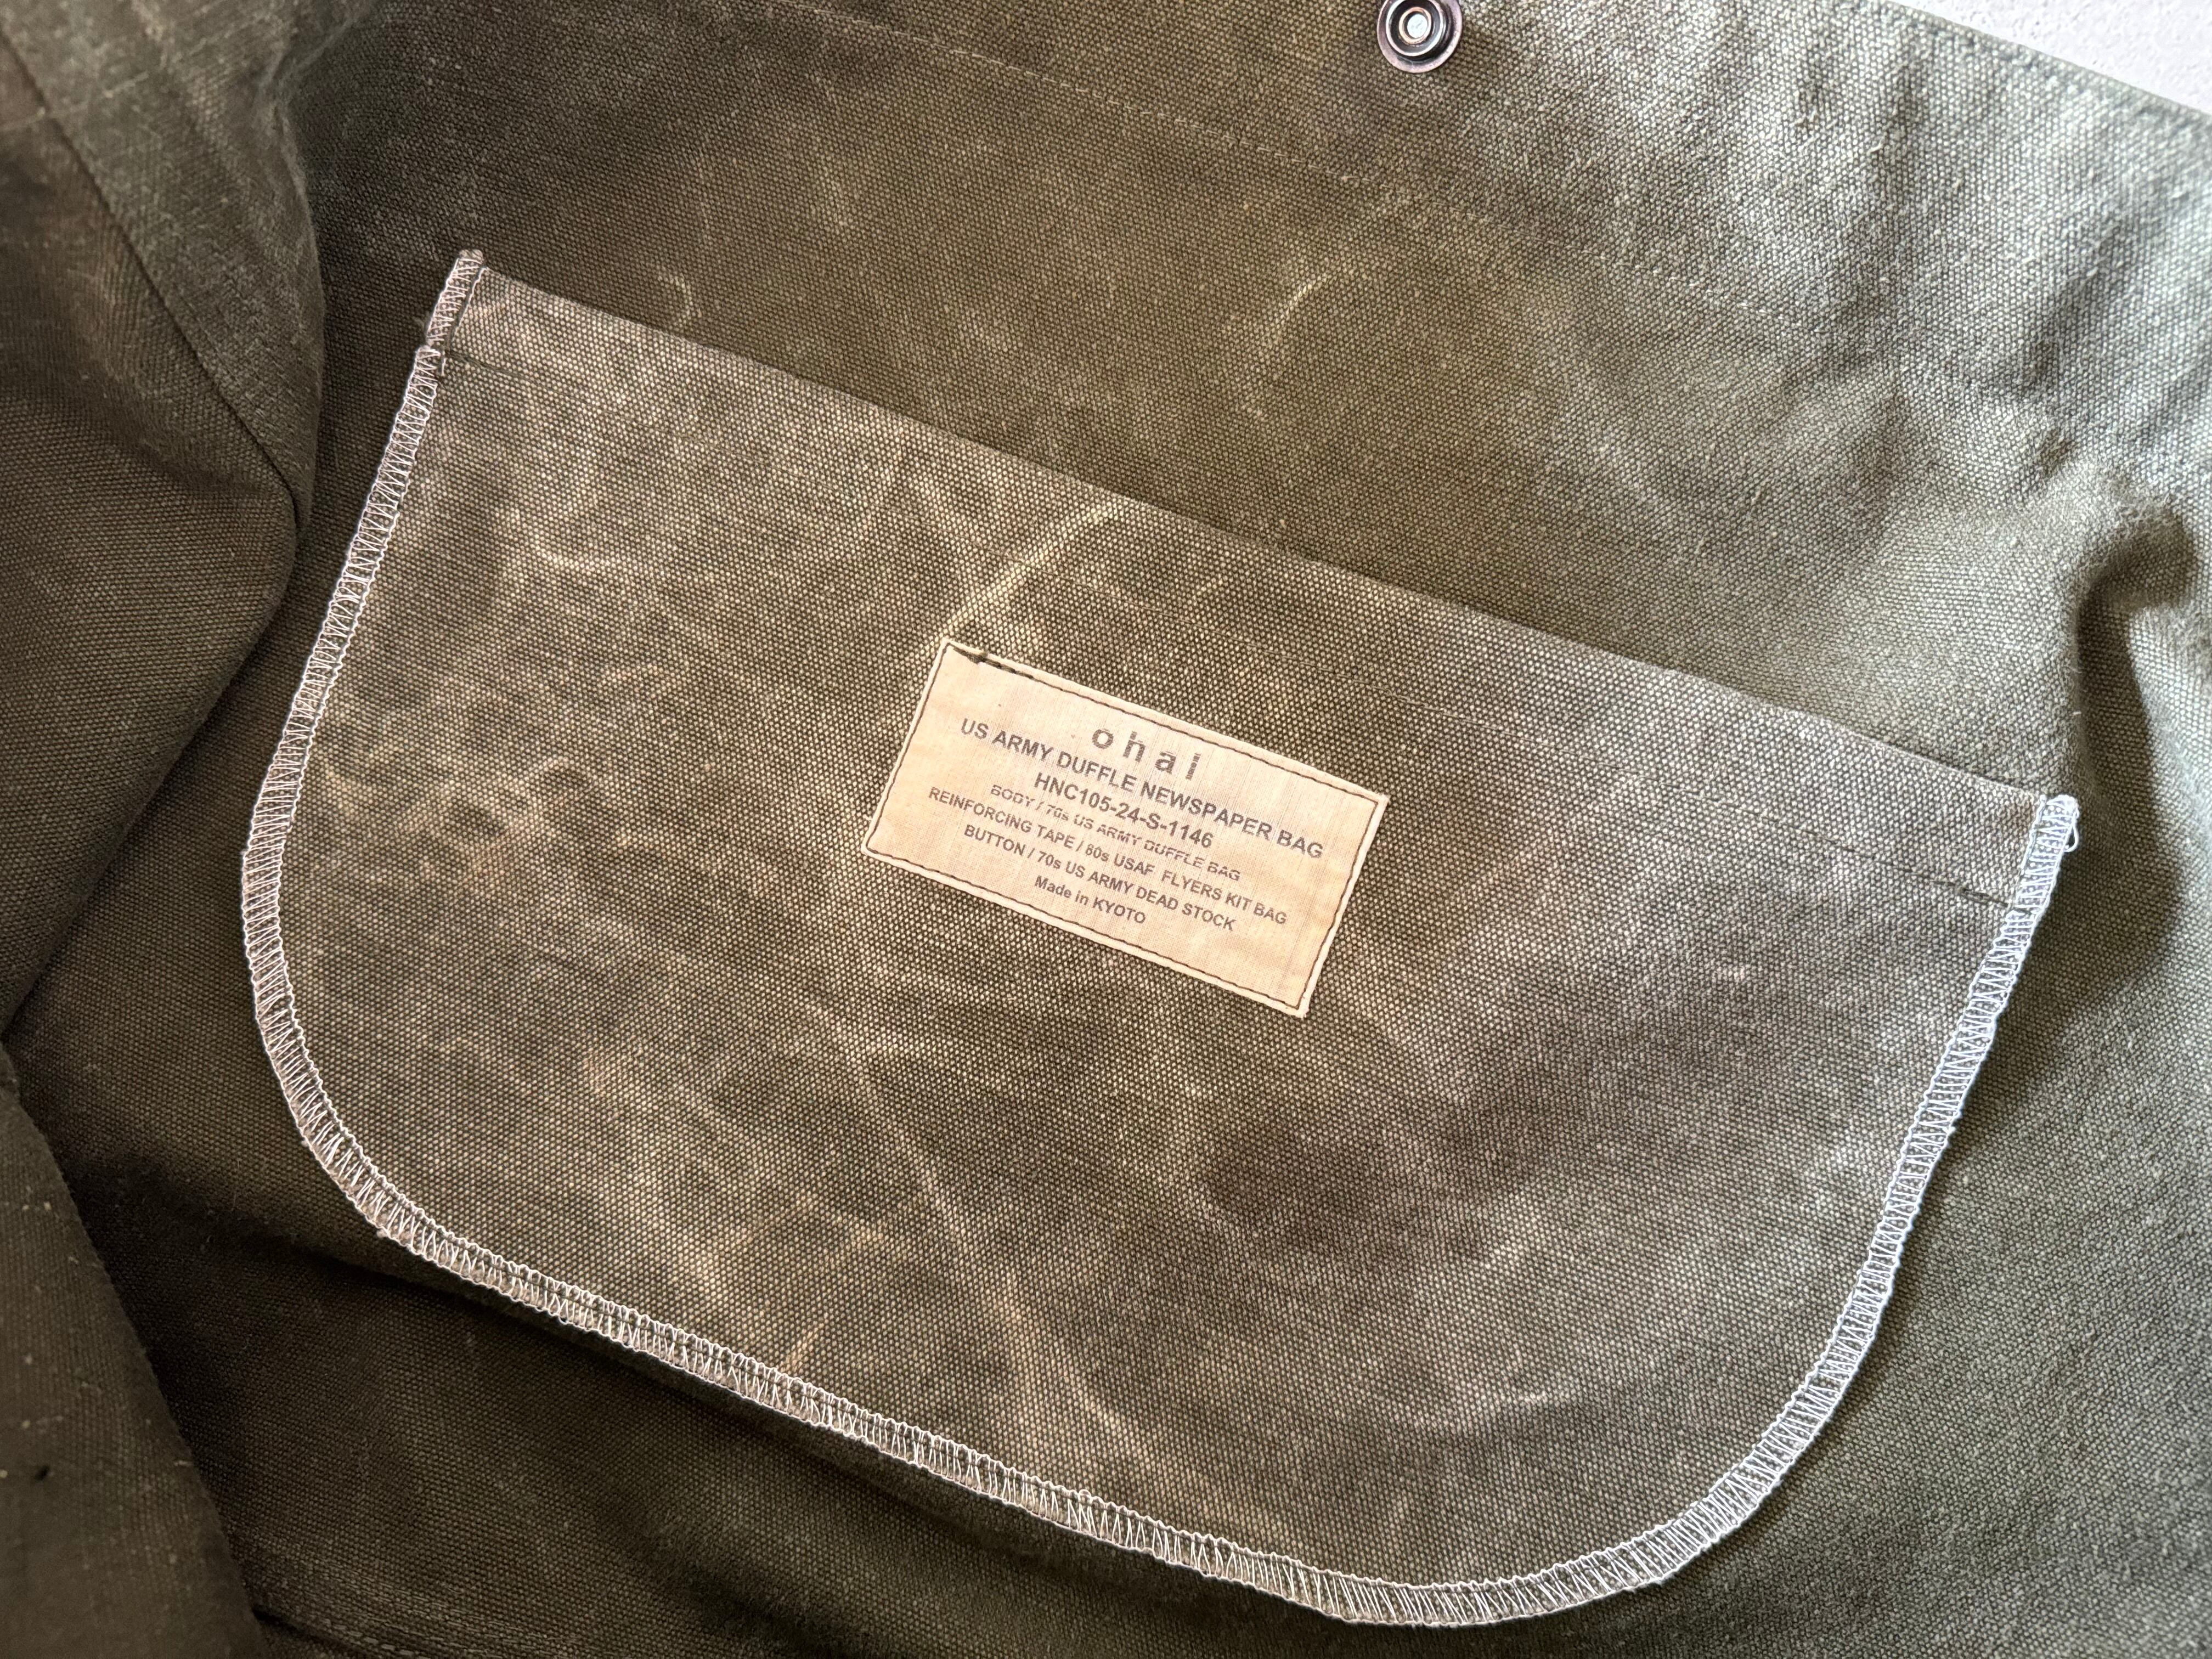 ohal
US ARMY DUFFLE NEWSPAPER BAG
HNC105-24-S-1146
BODY / 70s US ARMY DUFFLE BAG
REINFORCING TAPE / 80s USAF FLYERS KIT BAG
BUTTON / 70s US ARMY DEAD STOCK
Made in KYOTO